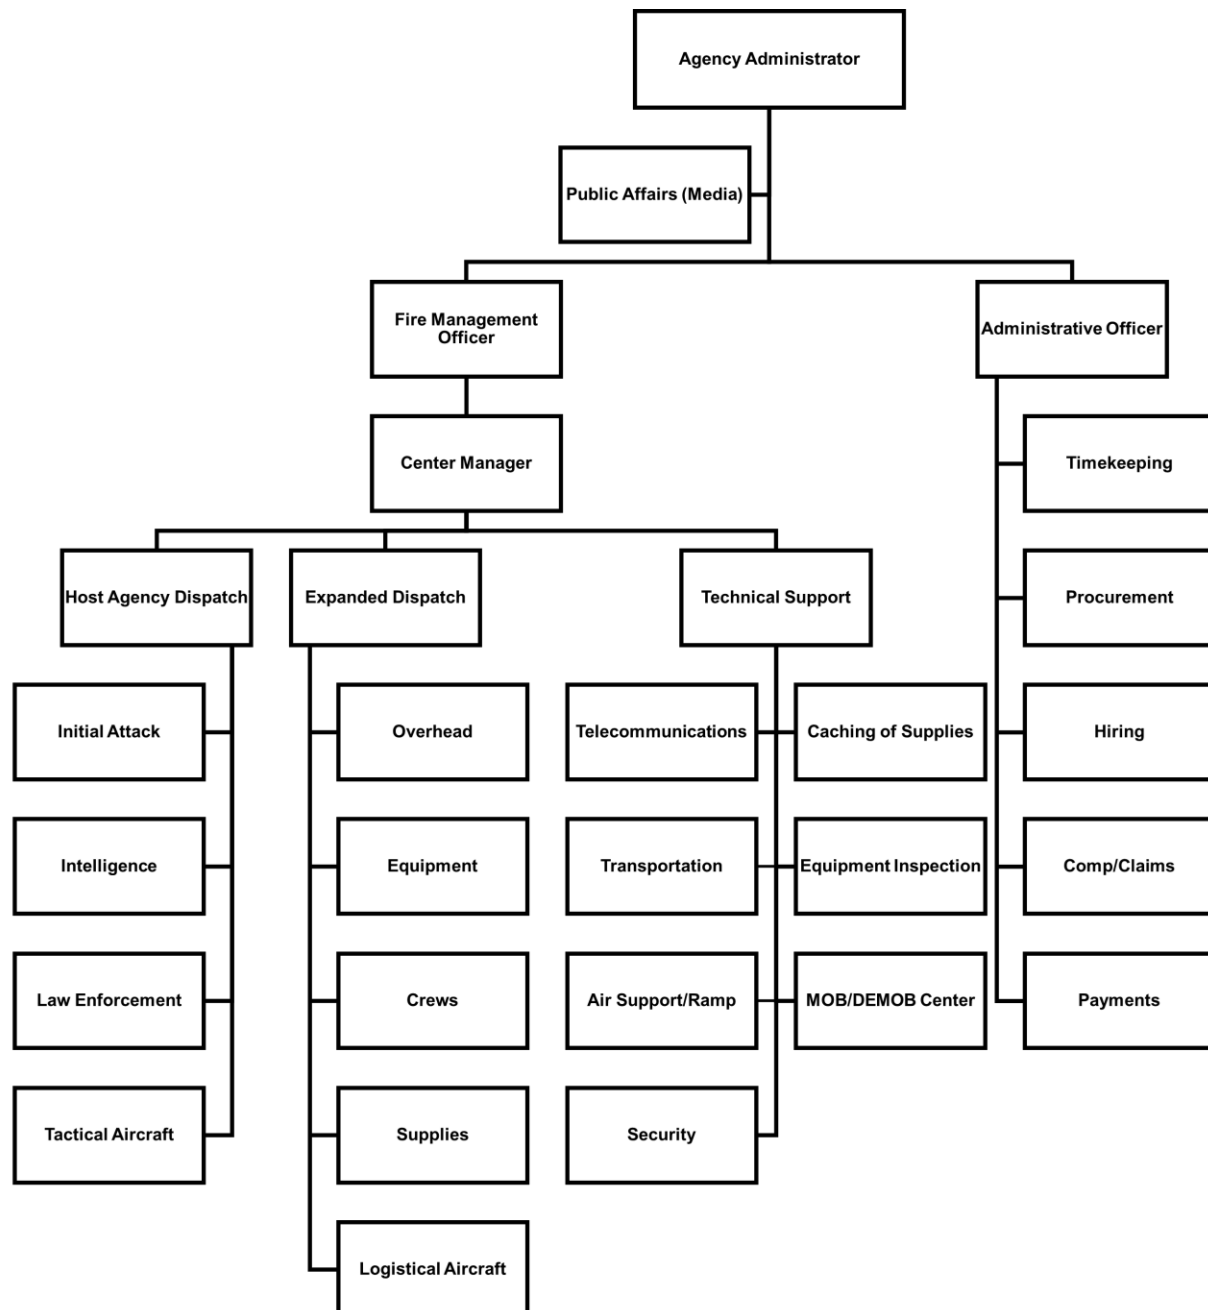 Agency Administrator
Public Affairs (Media)
Fire Management
Officer
Administrative Officer
Center Manager
Timekeeping
Host Agency Dispatch
Expanded Dispatch
Technical Support
Procurement
Initial Attack
Overhead
Telecommunications
Caching of Supplies
Hiring
Intelligence
Equipment
Transportation
Equipment Inspection
Comp/Claims
Law Enforcement
Crews
Air Support/Ramp
MOB/DEMOB Center
Payments
Tactical Aircraft
Supplies
Security
Logistical Aircraft